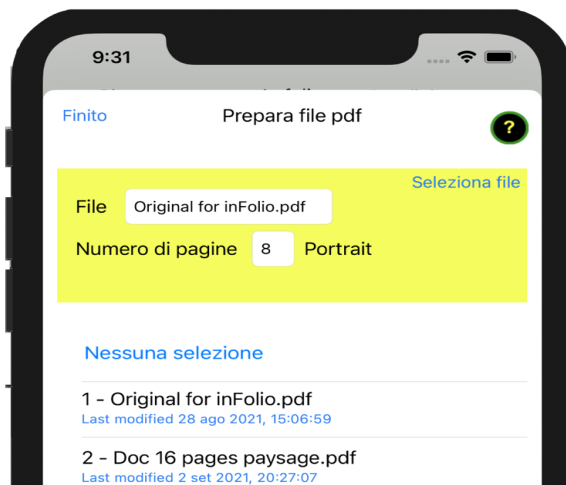 9:31
Finito
Prepara file pdf
?
Seleziona file
File Original for inFolio.pdf
Numero di pagine 8 Portrait
Nessuna selezione
1 - Original for inFolio.pdf
Last modified 28 ago 2021, 15:06:59
2 - Doc 16 pages paysage.pdf
Last modified 2 set 2021, 20:27:07